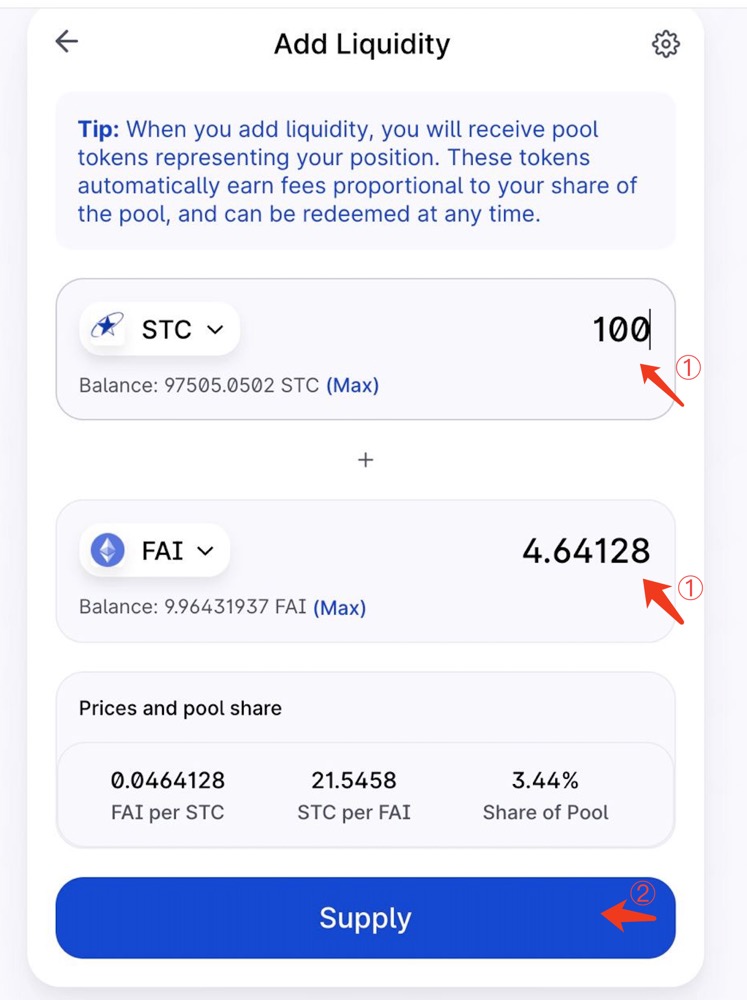 Add Liquidity
Tip: When you add liquidity, you will receive pool
tokens representing your position. These tokens
automatically earn fees proportional to your share of
the pool, and can be redeemed at any time.
STC
100
①
Balance: 97505.0502 STC (Max)
+
FAI
4.64128
①
Balance: 9.96431937 FAI (Max)
Prices and pool share
0.0464128 21.5458 3.44%
FAI per STC STC per FAI Share of Pool
②
Supply